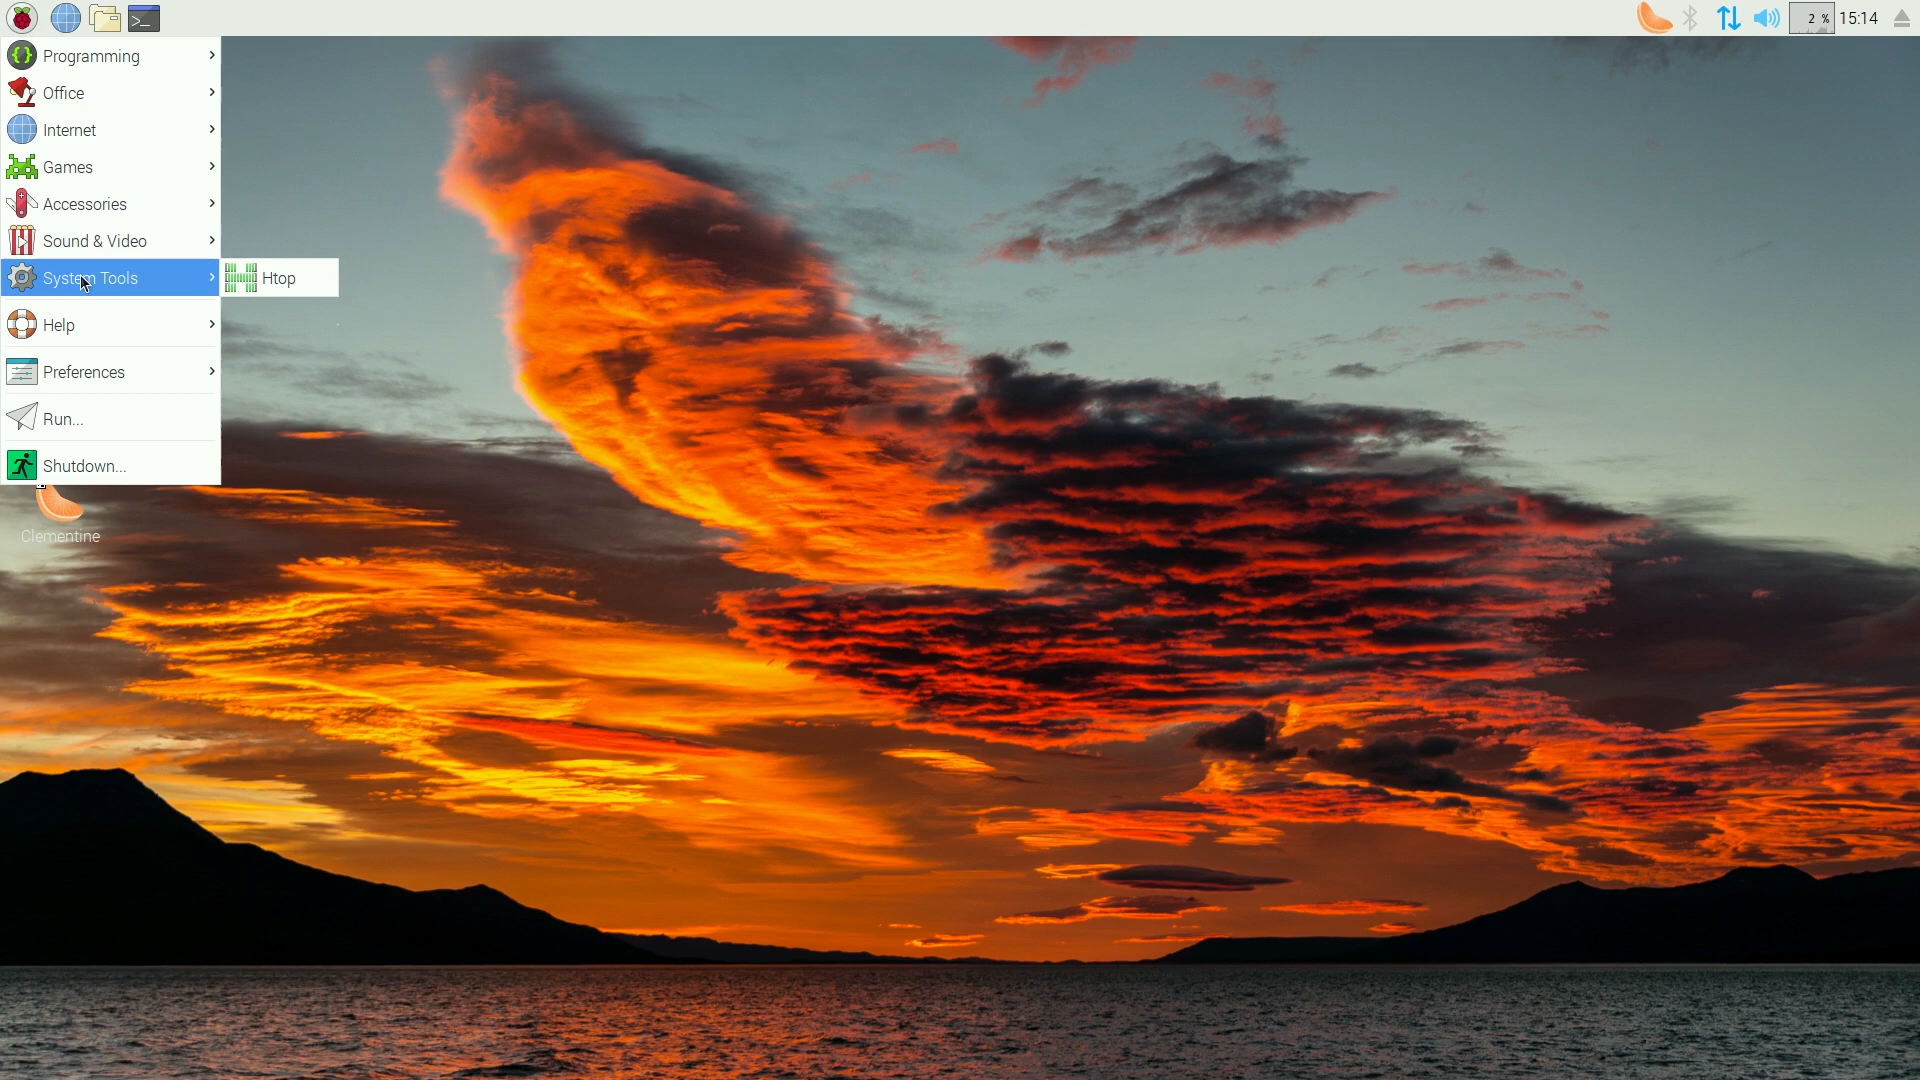 >_
2 %
15:14
Programming
Office
Internet
Games
Accessories
Sound & Video
System Tools
Htop
Help
Preferences
Run...
Shutdown...
Clementine